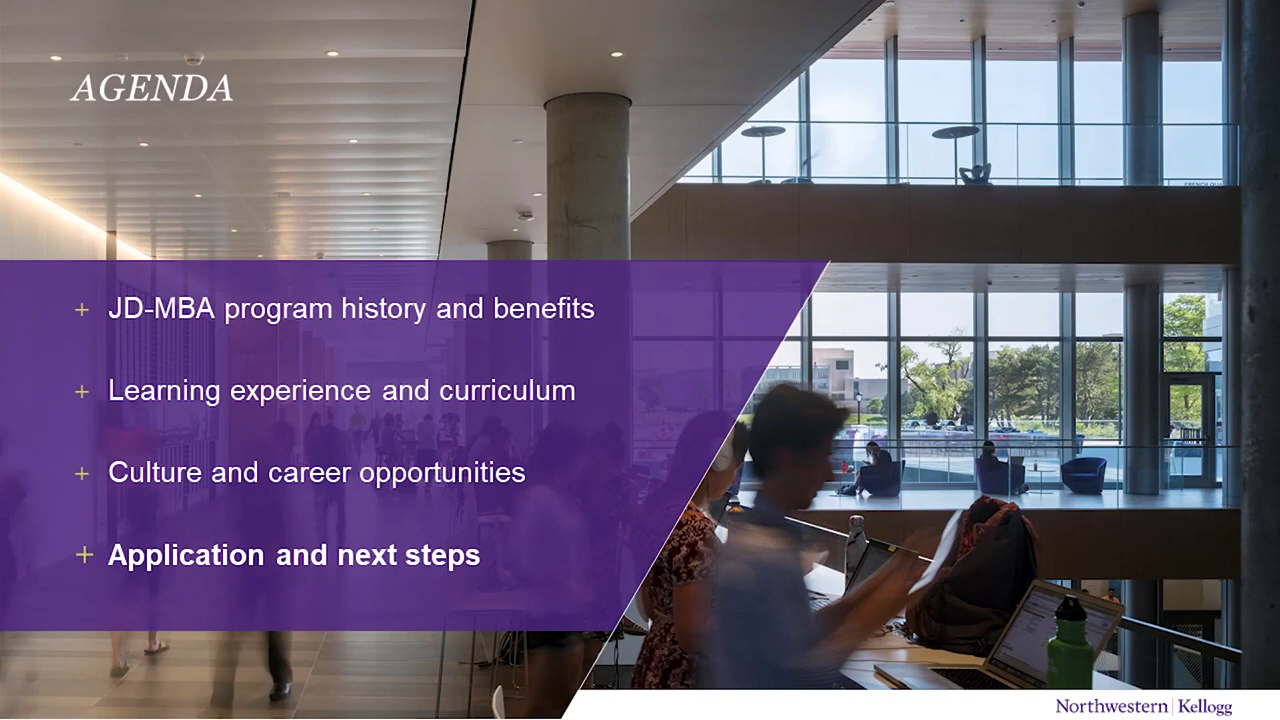 AGENDA
+ JD-MBA program history and benefits
+ Learning experience and curriculum
+ Culture and career opportunities
+ Application and next steps
Northwestern | Kellogg